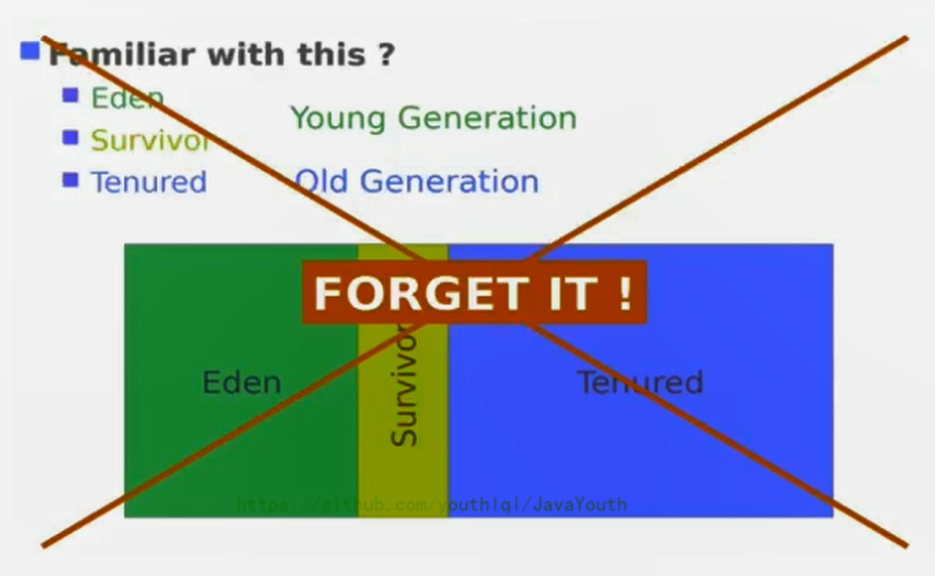 Familiar with this ?
Eden
Young Generation
Survivor
Tenured
Old Generation
FORGET IT !
Eden
Survivor
Tenured
https://github.com/youthlql/JavaYouth